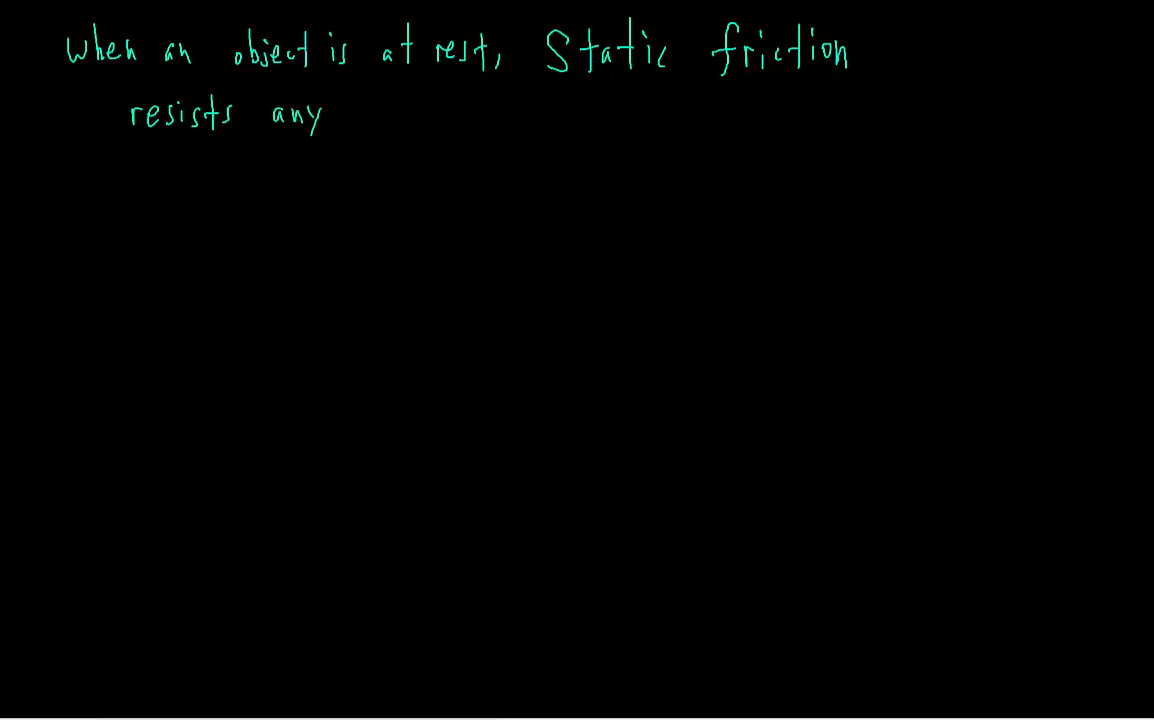 When an object is at rest, Static friction
resists any